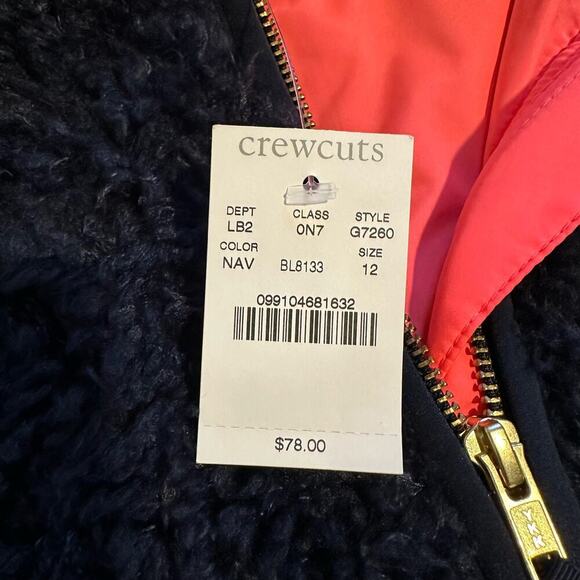 crewcuts
DEPT CLASS STYLE
LB2 0N7 G7260
COLOR SIZE
NAV BL8133 12
099104681632
$78.00
YKK